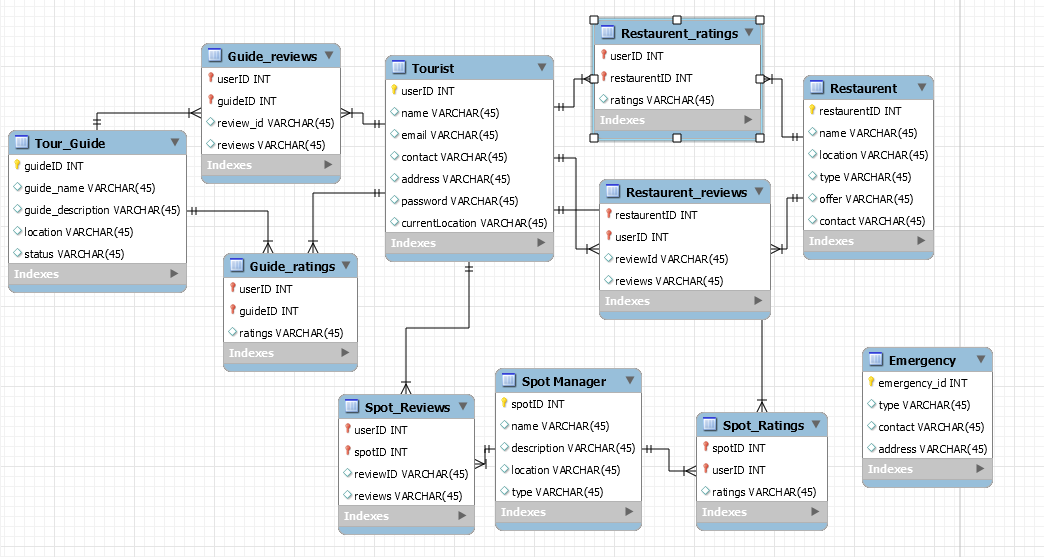 Guide_reviews
userID INT
guideID INT
review_id VARCHAR(45)
reviews VARCHAR(45)
Indexes
Tourist
userID INT
name VARCHAR(45)
email VARCHAR(45)
contact VARCHAR(45)
address VARCHAR(45)
password VARCHAR(45)
currentLocation VARCHAR(45)
Indexes
Restaurent_ratings
userID INT
restaurentID INT
ratings VARCHAR(45)
Indexes
Restaurent
restaurentID INT
name VARCHAR(45)
location VARCHAR(45)
type VARCHAR(45)
offer VARCHAR(45)
contact VARCHAR(45)
Indexes
Tour_Guide
guideID INT
guide_name VARCHAR(45)
guide_description VARCHAR(45)
location VARCHAR(45)
status VARCHAR(45)
Indexes
Restaurent_reviews
restaurentID INT
userID INT
reviewId VARCHAR(45)
reviews VARCHAR(45)
Indexes
Guide_ratings
userID INT
guideID INT
ratings VARCHAR(45)
Indexes
Spot_Reviews
userID INT
spotID INT
reviewID VARCHAR(45)
reviews VARCHAR(45)
Indexes
Spot Manager
spotID INT
name VARCHAR(45)
description VARCHAR(45)
location VARCHAR(45)
type VARCHAR(45)
Indexes
Spot_Ratings
spotID INT
userID INT
ratings VARCHAR(45)
Indexes
Emergency
emergency_id INT
type VARCHAR(45)
contact VARCHAR(45)
address VARCHAR(45)
Indexes